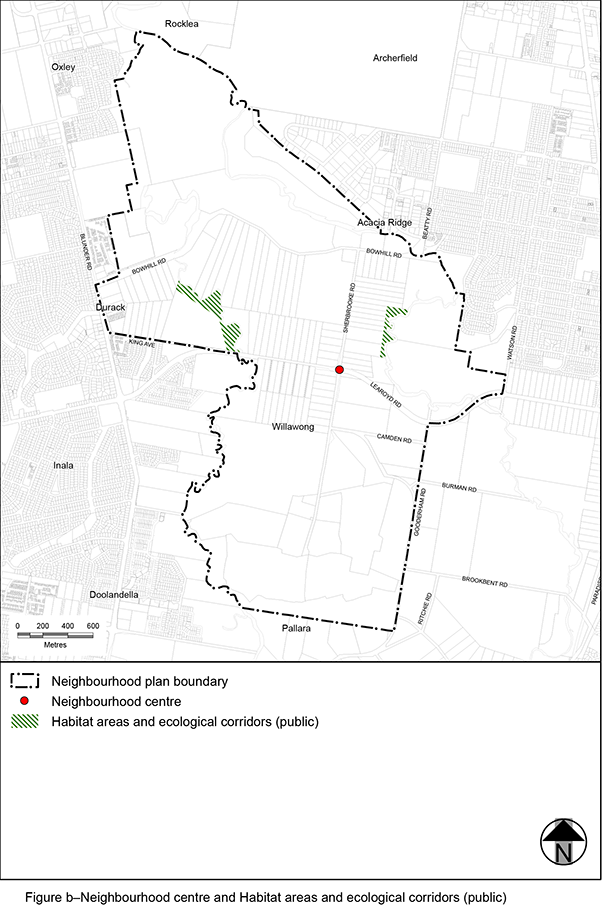 Rocklea
Archerfield
Oxley
Acacia Ridge
BEATTY RD
BOWHILL RD
BLUNDER RD
BOWHILL RD
SHERBROOKE RD
Durack
WATSON RD
KING AVE
LEAROYD RD
Willawong
CAMDEN RD
Inala
BURMAN RD
GOODERHAM RD
BROOKBENT RD
Doolandella
RITCHIE RD
Pallara
0 200 400 600
Metres
Neighbourhood plan boundary
Neighbourhood centre
Habitat areas and ecological corridors (public)
N
Figure b–Neighbourhood centre and Habitat areas and ecological corridors (public)